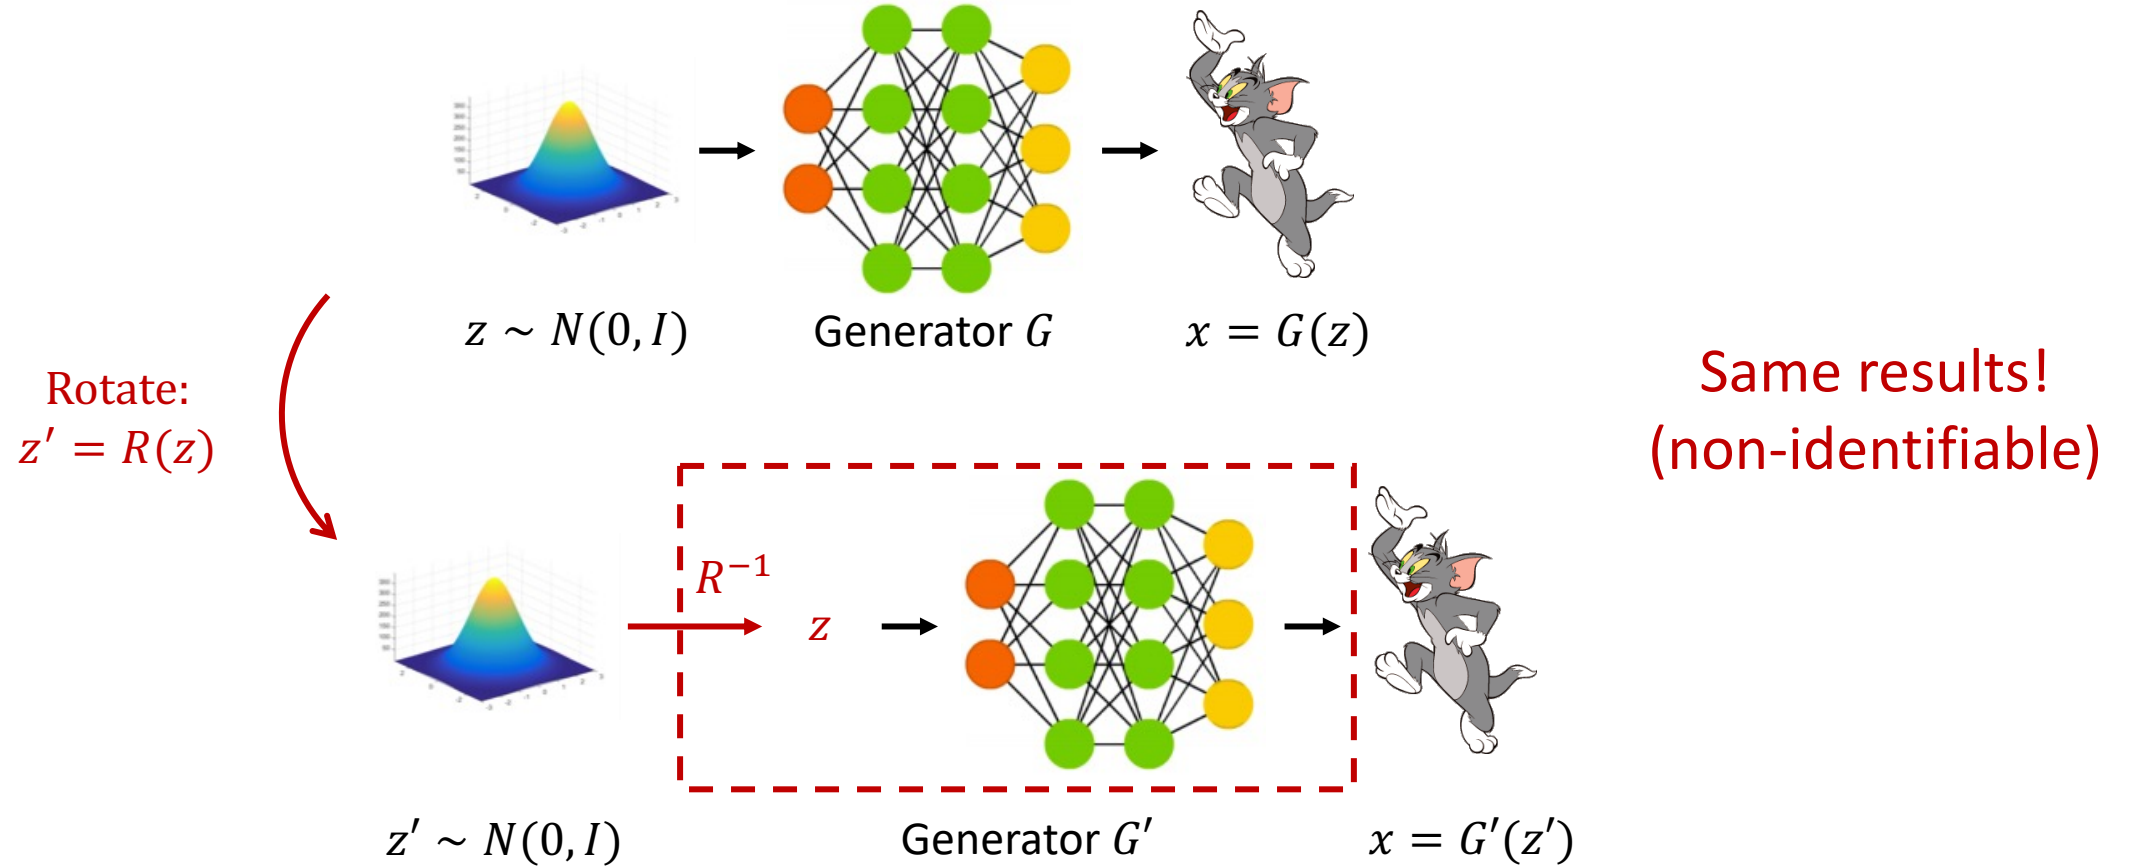 z ~ N(0, I)
Generator G
x = G(z)
Rotate:
z′ = R(z)
Same results!
(non-identifiable)
R⁻¹
z
z′ ~ N(0, I)
Generator G′
x = G′(z′)